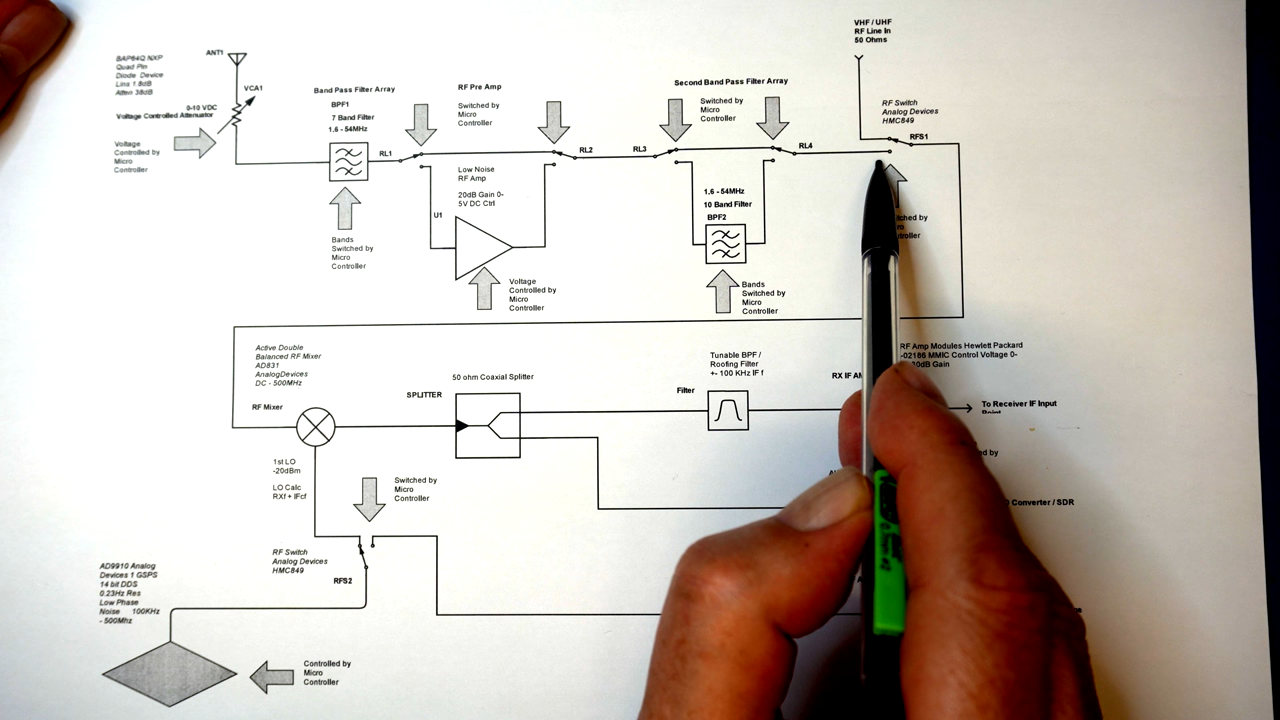 VHF / UHF
RF Line In
50 Ohms
ANT1
BAP64Q NXP
Quad Pin
Diode Device
Lins 1.8dB
Atten 38dB
VCA1
0-10 VDC
Voltage Controlled Attenuator
Voltage
Controlled by
Micro
Controller
Band Pass Filter Array
BPF1
7 Band Filter
1.6 - 54MHz
RL1
Bands
Switched by
Micro
Controller
RF Pre Amp
Switched by
Micro
Controller
RL2
Low Noise
RF Amp
20dB Gain 0-
5V DC Ctrl
U1
Voltage
Controlled by
Micro
Controller
Second Band Pass Filter Array
Switched by
Micro
Controller
RL3
RL4
1.6 - 54MHz
10 Band Filter
BPF2
Bands
Switched by
Micro
Controller
RF Switch
Analog Devices
HMC849
RFS1
Active Double
Balanced RF Mixer
AD831
AnalogDevices
DC - 500MHz
RF Mixer
50 ohm Coaxial Splitter
SPLITTER
Tunable BPF /
Roofing Filter
+- 100 KHz IF f
Filter
RF Amp Modules Hewlett Packard
-02186 MMIC Control Voltage 0-
Gain
RX IF
To Receiver IF Input
1st LO
-20dBm
LO Calc
RXf + IFcf
Switched by
Micro
Controller
Converter / SDR
RF Switch
Analog Devices
HMC849
RFS2
AD9910 Analog
Devices 1 GSPS
14 bit DDS
0.23Hz Res
Low Phase
Noise 100KHz
- 500Mhz
Controlled by
Micro
Controller